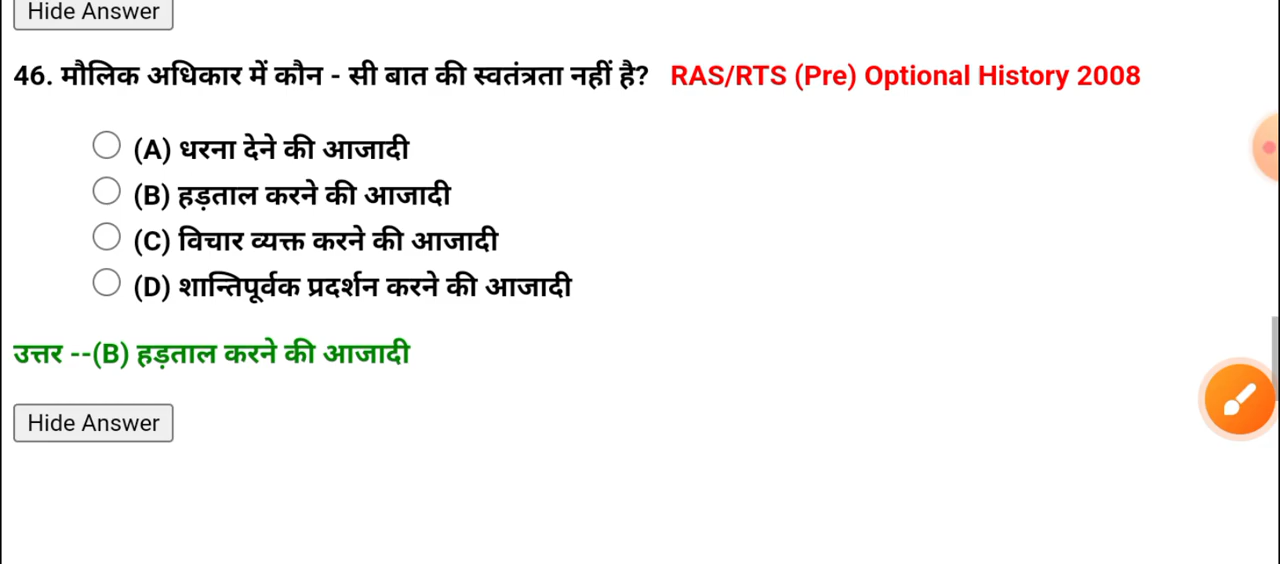 Hide Answer
46. मौलिक अधिकार में कौन - सी बात की स्वतंत्रता नहीं है? RAS/RTS (Pre) Optional History 2008
(A) धरना देने की आजादी
(B) हड़ताल करने की आजादी
(C) विचार व्यक्त करने की आजादी
(D) शान्तिपूर्वक प्रदर्शन करने की आजादी
उत्तर --(B) हड़ताल करने की आजादी
Hide Answer